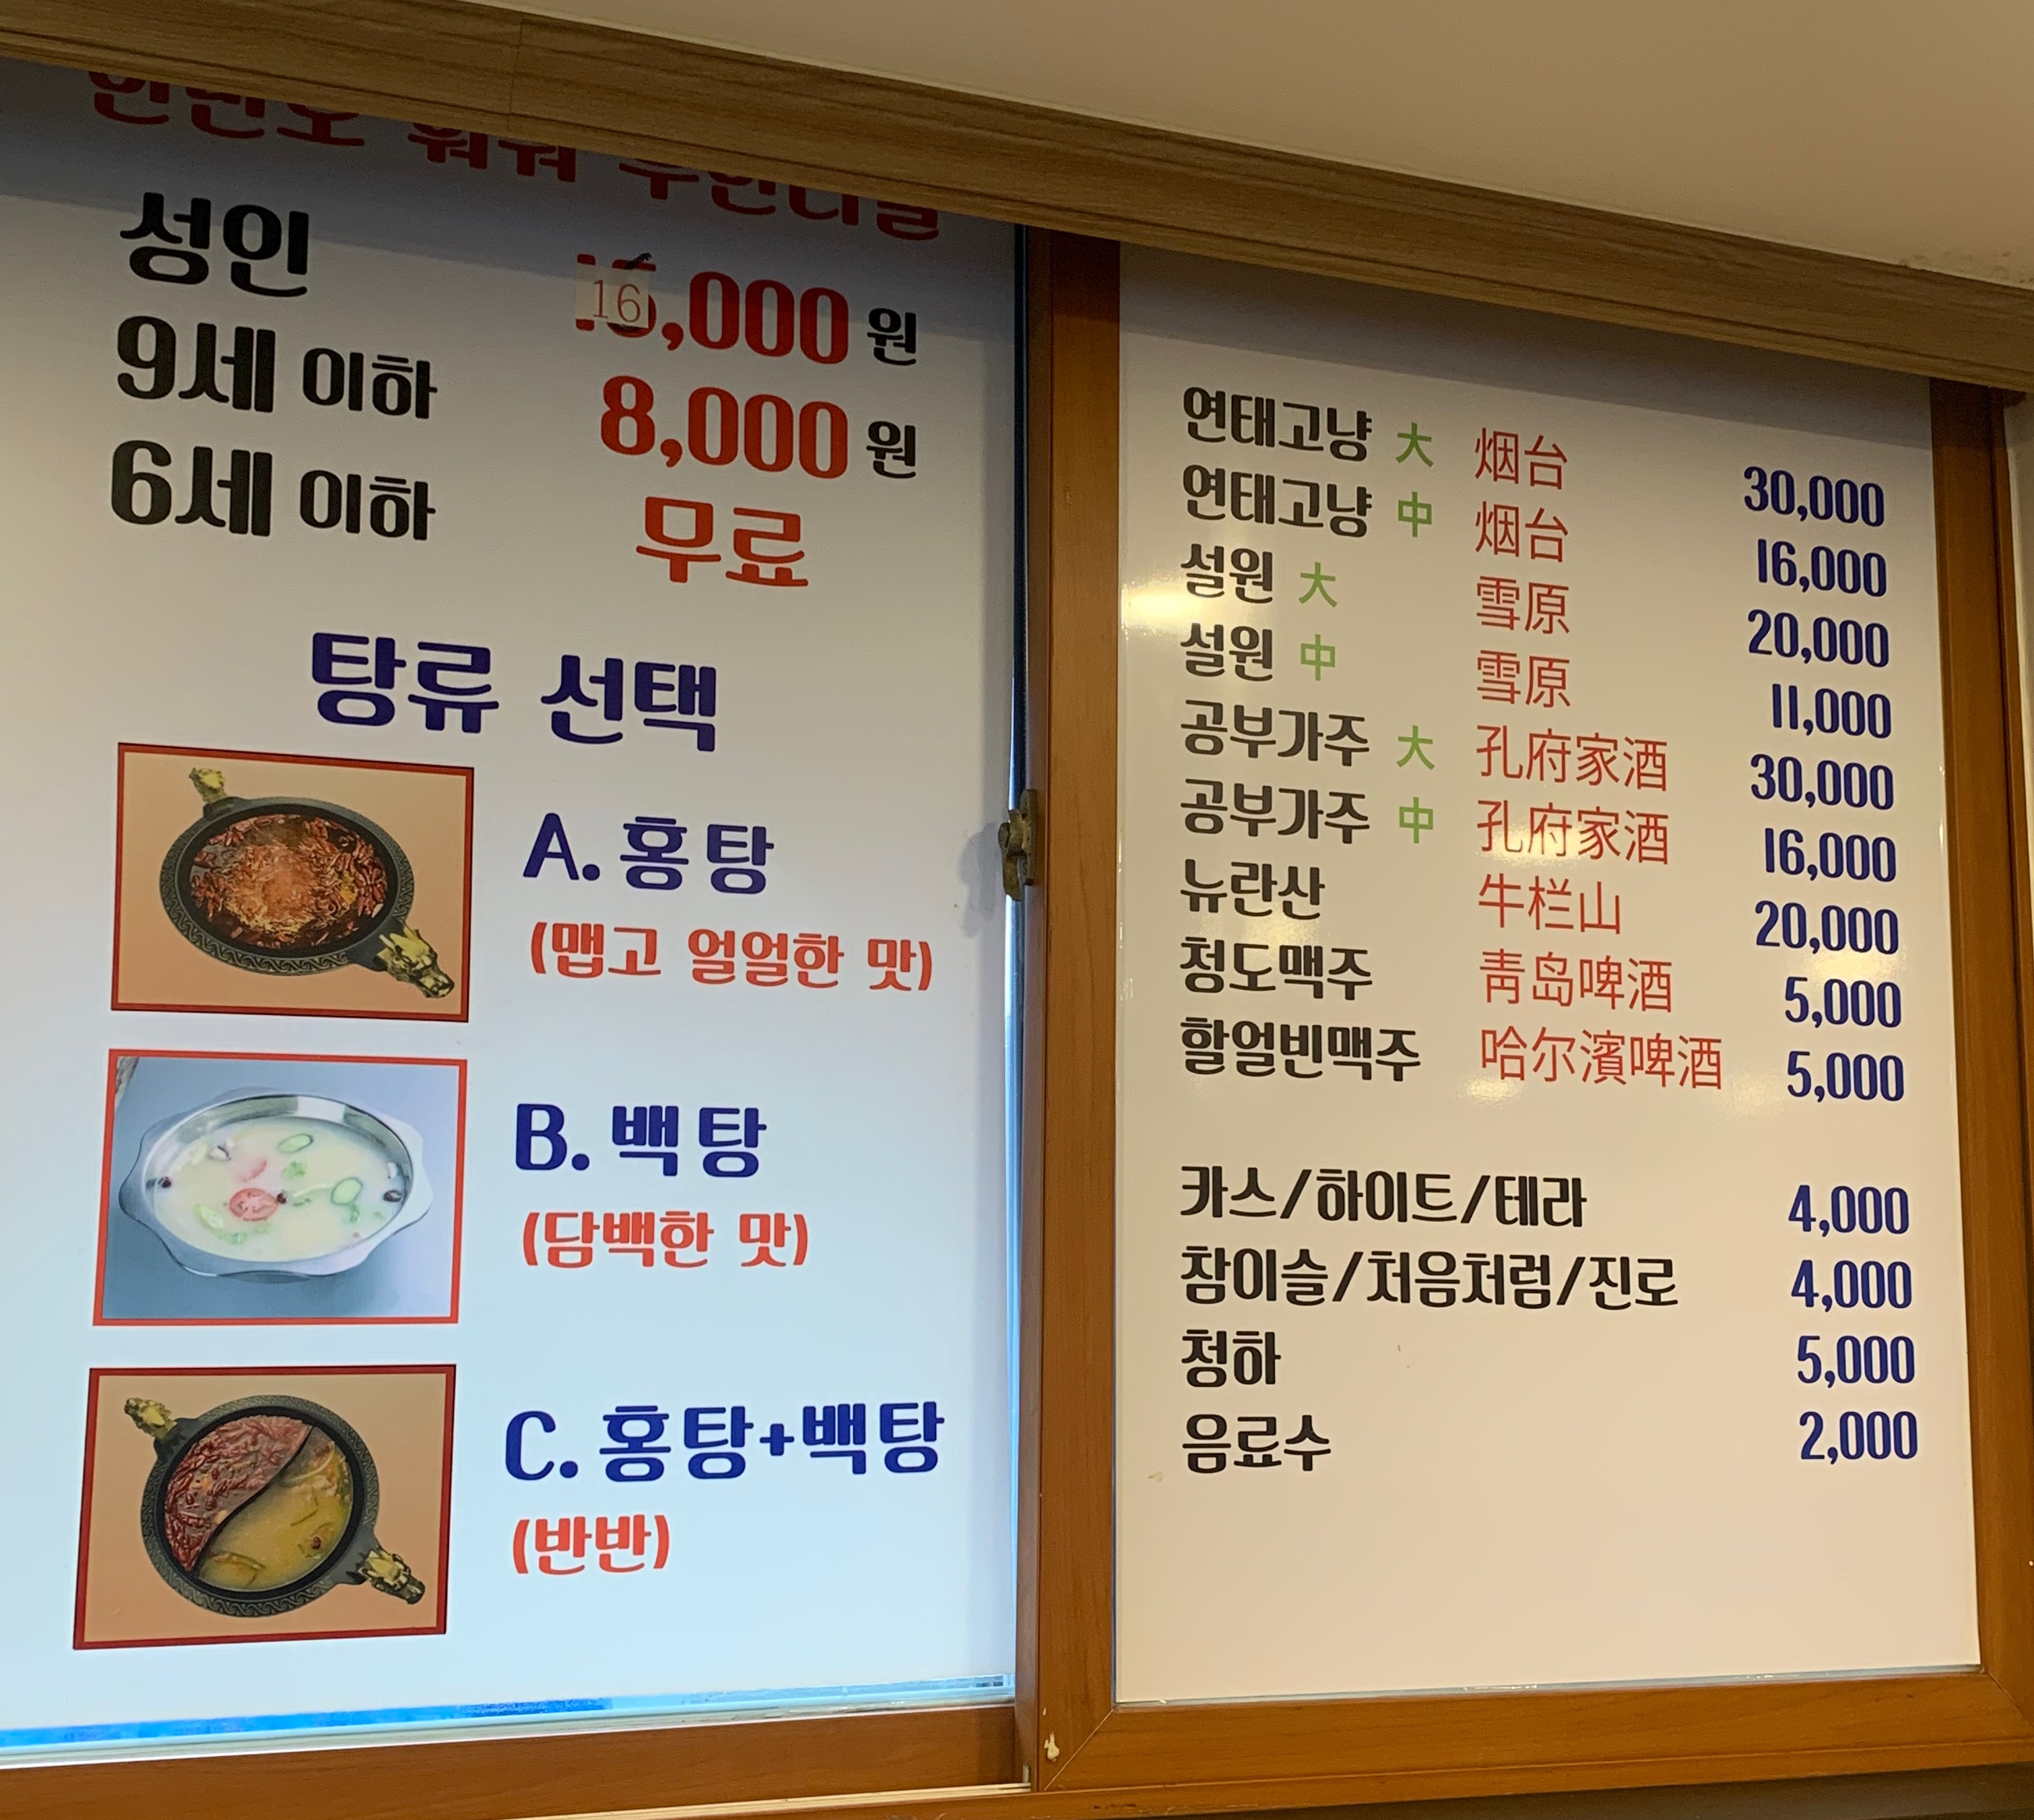 성인 16,000 원
9세 이하 8,000 원
6세 이하 무료
탕류 선택
A. 홍탕
(맵고 얼얼한 맛)
B. 백탕
(담백한 맛)
C. 홍탕+백탕
(반반)
연태고냥 大 烟台 30,000
연태고냥 中 烟台 16,000
설원 大 雪原 20,000
설원 中 雪原 11,000
공부가주 大 孔府家酒 30,000
공부가주 中 孔府家酒 16,000
뉴란산 牛栏山 20,000
청도맥주 靑岛啤酒 5,000
할얼빈맥주 哈尔濱啤酒 5,000
카스/하이트/테라 4,000
참이슬/처음처럼/진로 4,000
청하 5,000
음료수 2,000